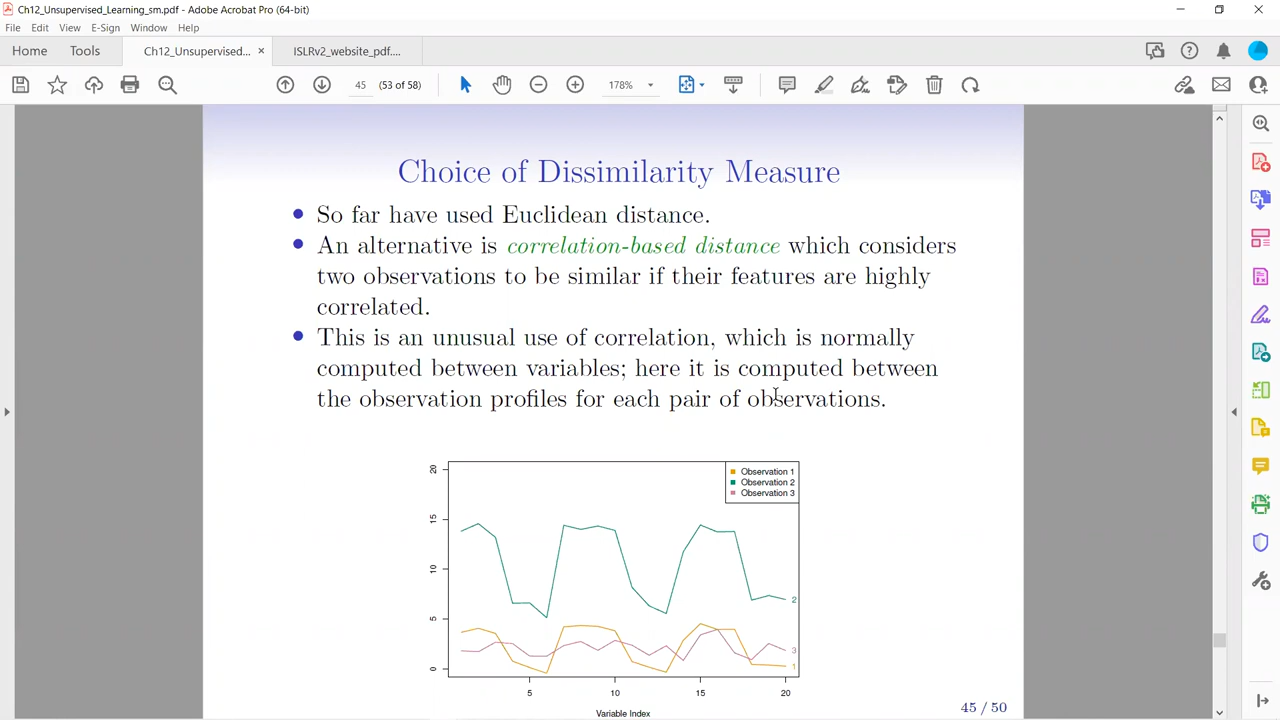 Ch12_Unsupervised_Learning_sm.pdf - Adobe Acrobat Pro (64-bit)
File Edit View E-Sign Window Help
Home Tools Ch12_Unsupervised... × ISLRv2_website_pdf....
45 (53 of 58) 178%
Choice of Dissimilarity Measure
• So far have used Euclidean distance.
• An alternative is correlation-based distance which considers
two observations to be similar if their features are highly
correlated.
• This is an unusual use of correlation, which is normally
computed between variables; here it is computed between
the observation profiles for each pair of observations.
Observation 1
Observation 2
Observation 3
20
15
10
5
0
2
3
1
5 10 15 20
Variable Index
45 / 50